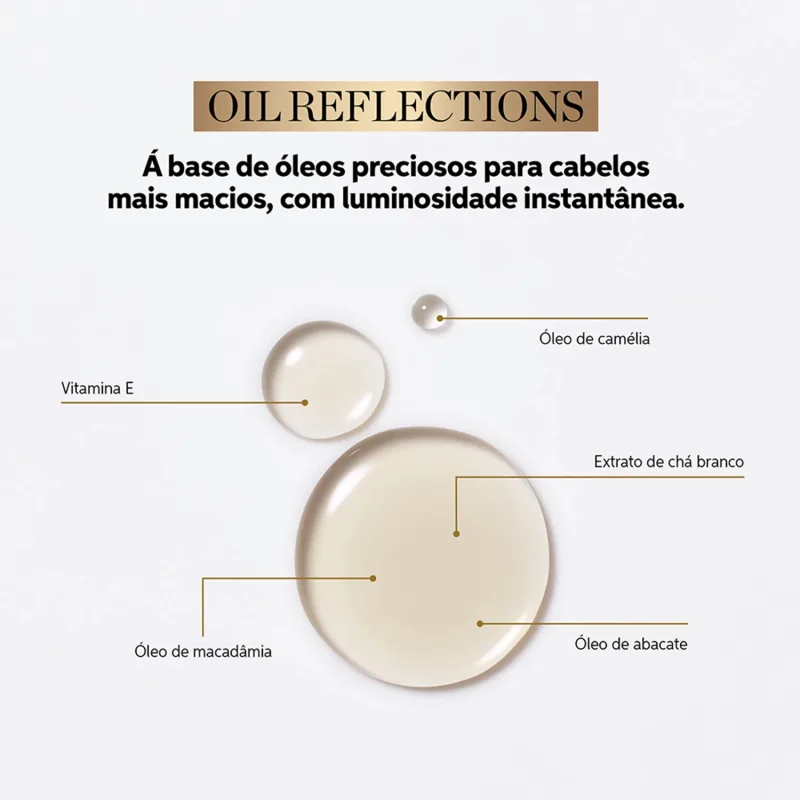 OIL REFLECTIONS
Á base de óleos preciosos para cabelos
mais macios, com luminosidade instantânea.
Óleo de camélia
Vitamina E
Extrato de chá branco
Óleo de macadâmia
Óleo de abacate